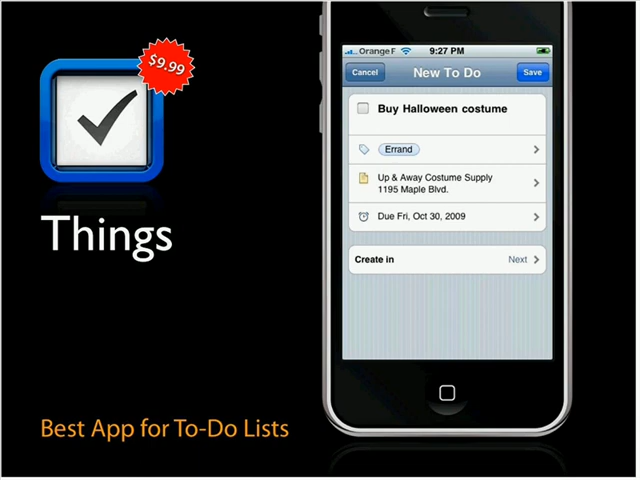 $9.99
Things
Best App for To-Do Lists
Orange F 9:27 PM
Cancel New To Do Save
Buy Halloween costume
Errand
Up & Away Costume Supply
1195 Maple Blvd.
Due Fri, Oct 30, 2009
Create in Next